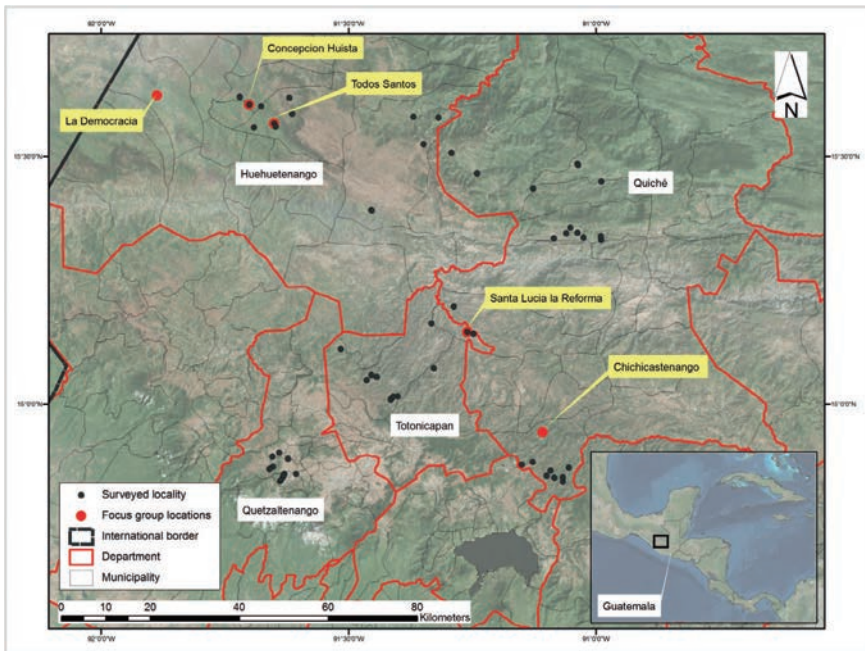 92°0'0"W
91°30'0"W
91°0'0"W
Concepcion Huista
Todos Santos
La Democracia
N
15°30'0"N
15°30'0"N
Huehuetenango
Quiché
Santa Lucia la Reforma
Chichicastenango
15°0'0"N
15°0'0"N
Totonicapan
Quetzaltenango
Surveyed locality
Focus group locations
International border
Department
Municipality
0 5 10 20 40 60 80
Kilometers
Guatemala
92°0'0"W
91°30'0"W
91°0'0"W